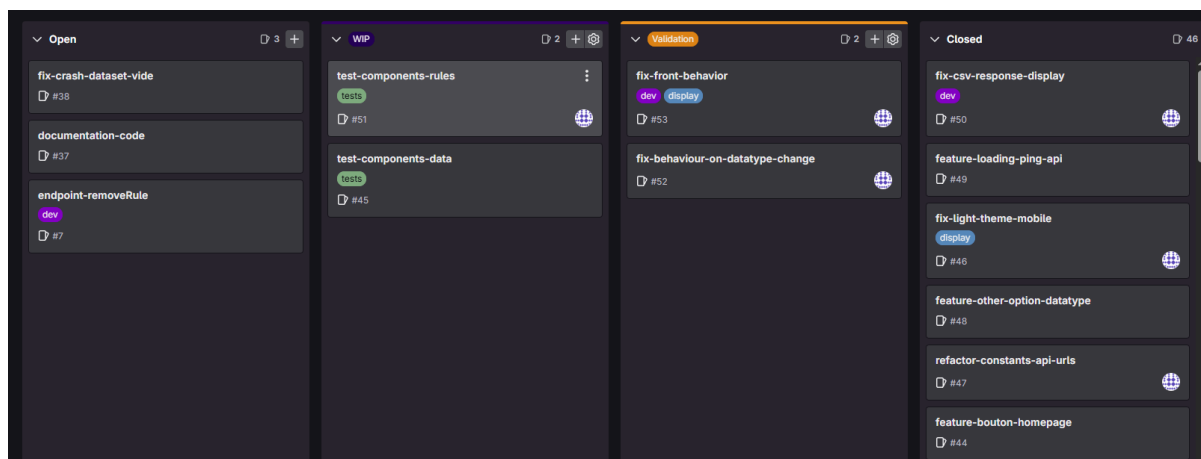 Open
3
fix-crash-dataset-vide
#38
documentation-code
#37
endpoint-removeRule
dev
#7
WIP
2
test-components-rules
tests
#51
test-components-data
tests
#45
Validation
2
fix-front-behavior
dev display
#53
fix-behaviour-on-datatype-change
#52
Closed
46
fix-csv-response-display
dev
#50
feature-loading-ping-api
#49
fix-light-theme-mobile
display
#46
feature-other-option-datatype
#48
refactor-constants-api-urls
#47
feature-bouton-homepage
#44